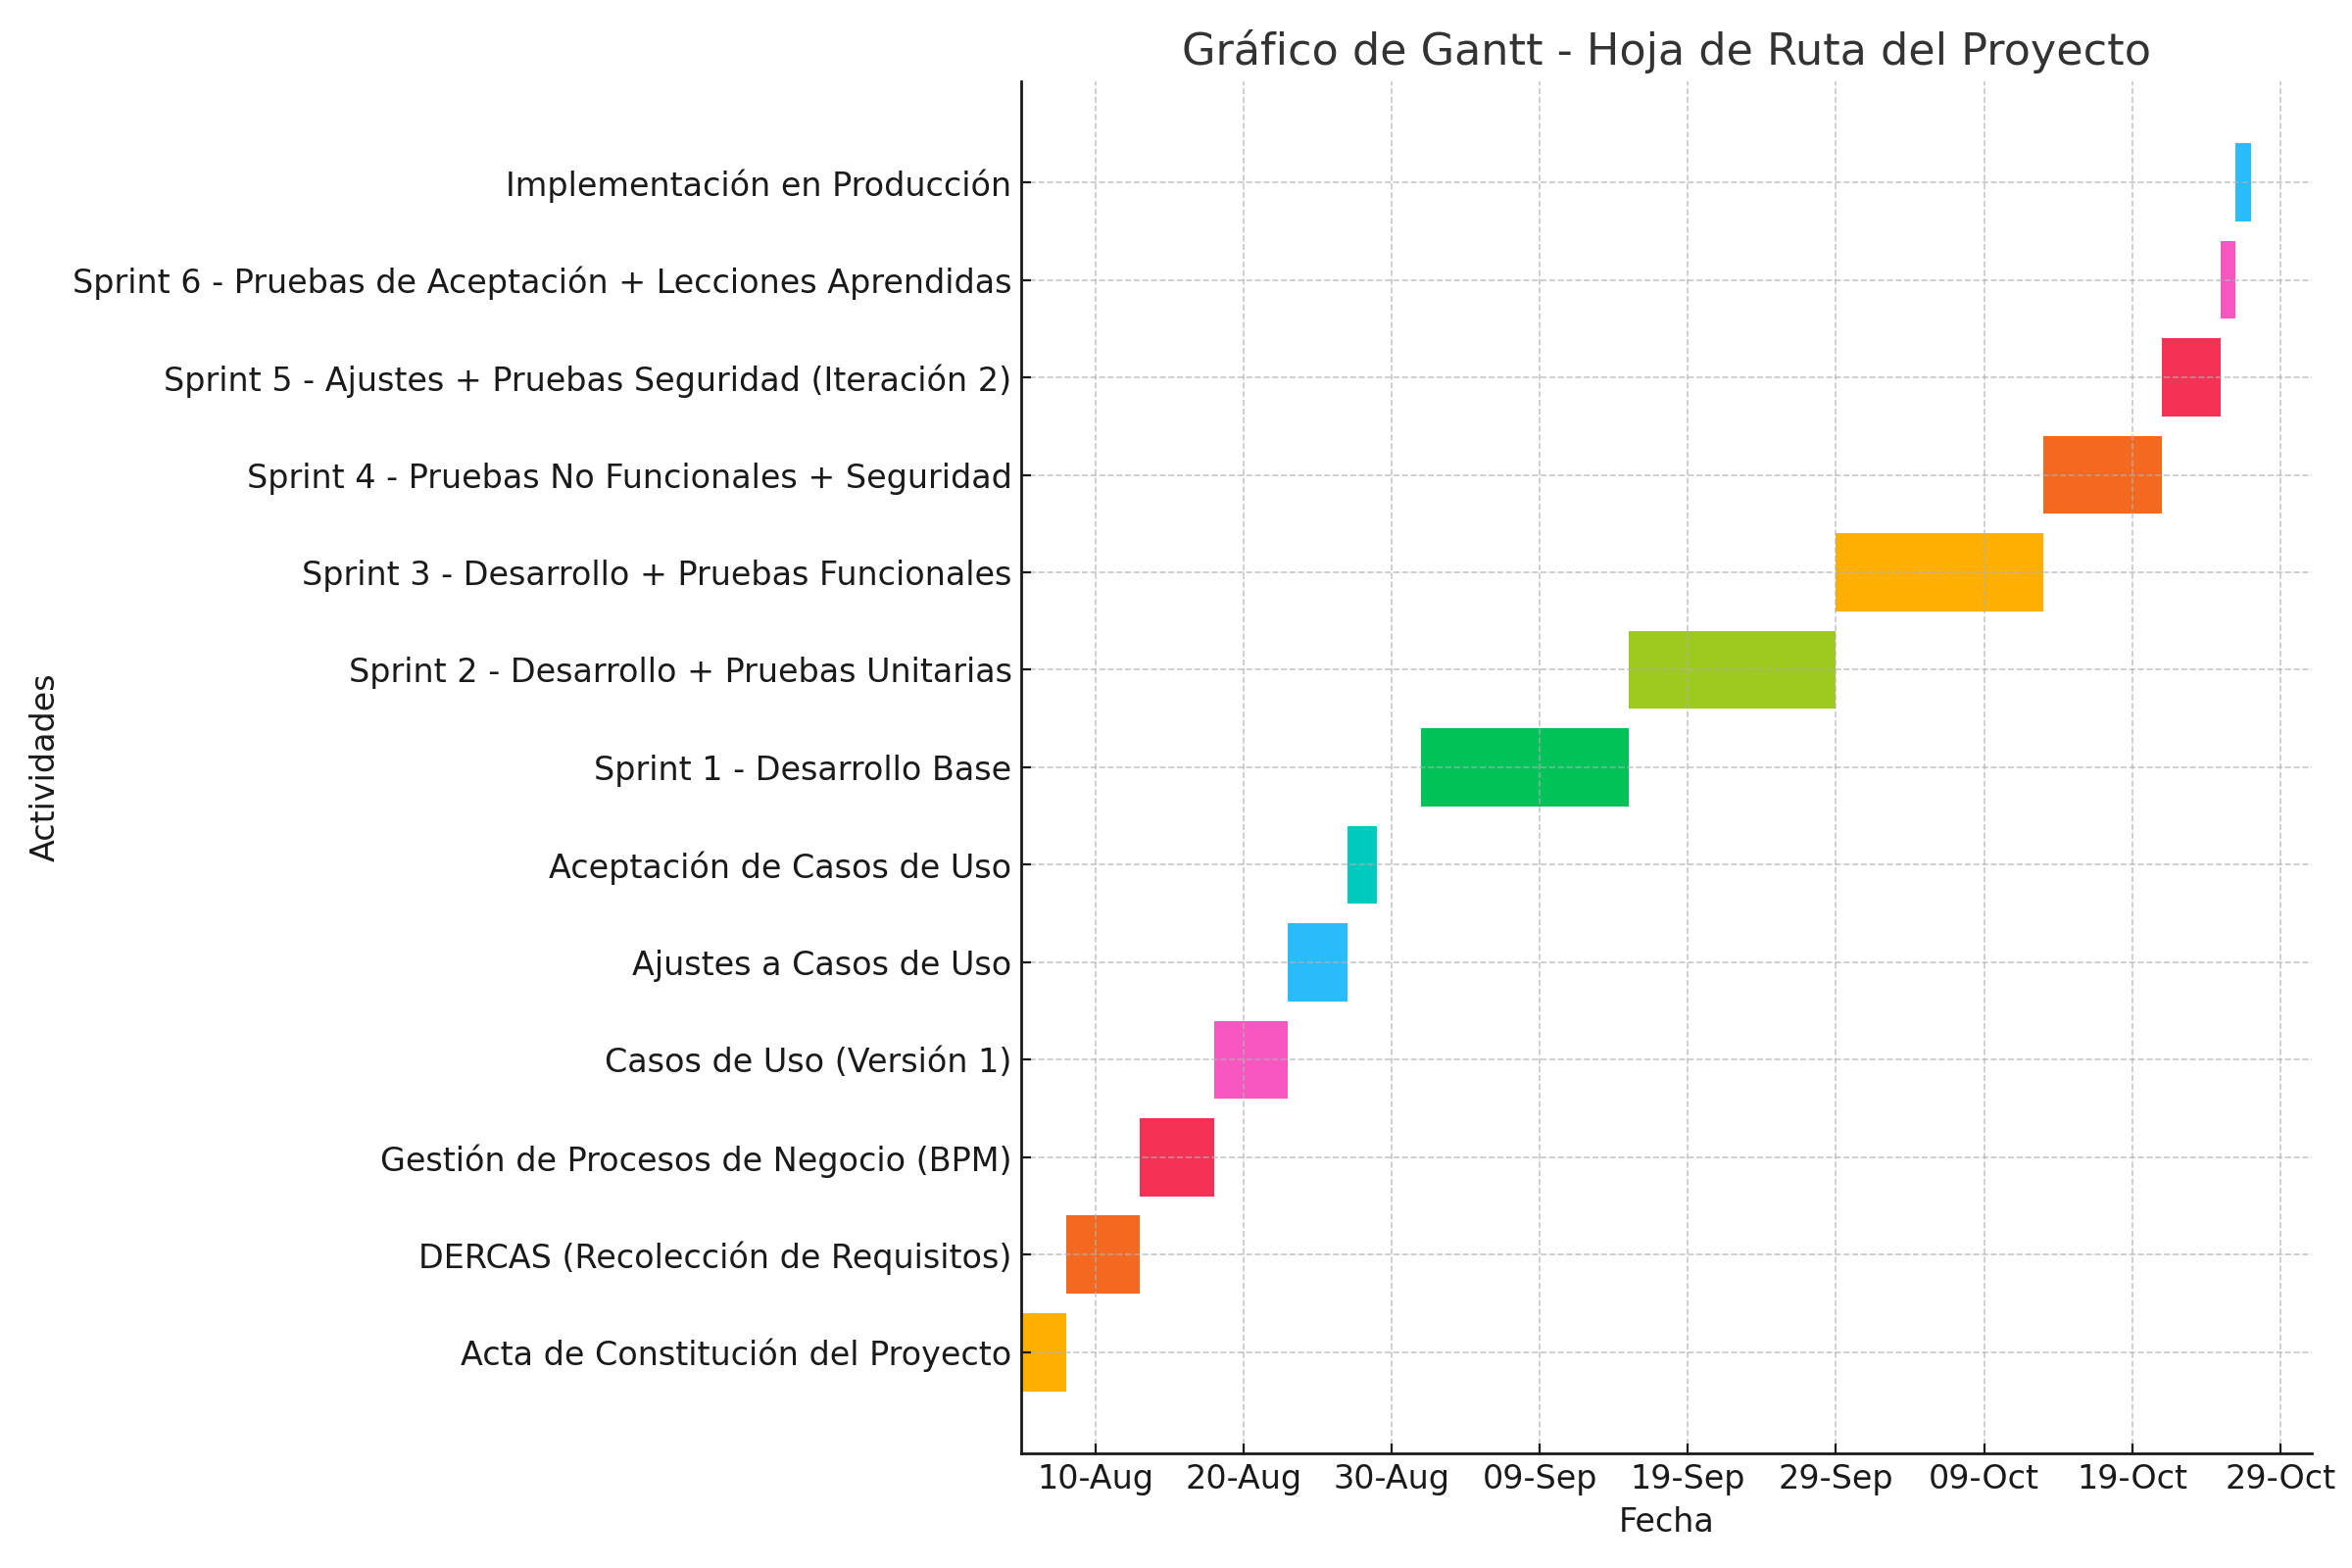 Gráfico de Gantt - Hoja de Ruta del Proyecto
Implementación en Producción
Sprint 6 - Pruebas de Aceptación + Lecciones Aprendidas
Sprint 5 - Ajustes + Pruebas Seguridad (Iteración 2)
Sprint 4 - Pruebas No Funcionales + Seguridad
Sprint 3 - Desarrollo + Pruebas Funcionales
Sprint 2 - Desarrollo + Pruebas Unitarias
Sprint 1 - Desarrollo Base
Aceptación de Casos de Uso
Ajustes a Casos de Uso
Casos de Uso (Versión 1)
Gestión de Procesos de Negocio (BPM)
DERCAS (Recolección de Requisitos)
Acta de Constitución del Proyecto
Actividades
10-Aug 20-Aug 30-Aug 09-Sep 19-Sep 29-Sep 09-Oct 19-Oct 29-Oct
Fecha